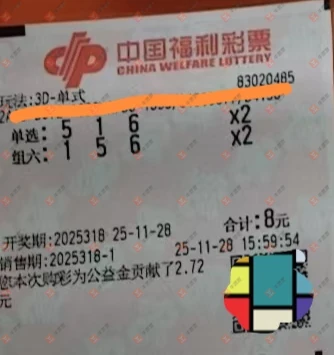 中国福利彩票
CHINA WELFARE LOTTERY
83020485
玩法:3D-单式
单选: 5 1 6 X2
组六: 1 5 6 X2
合计:8元
开奖期:2025318 25-11-28
销售期:2025318-1 25-11-28 15:59:54
您本次购彩为公益金贡献了2.72
元